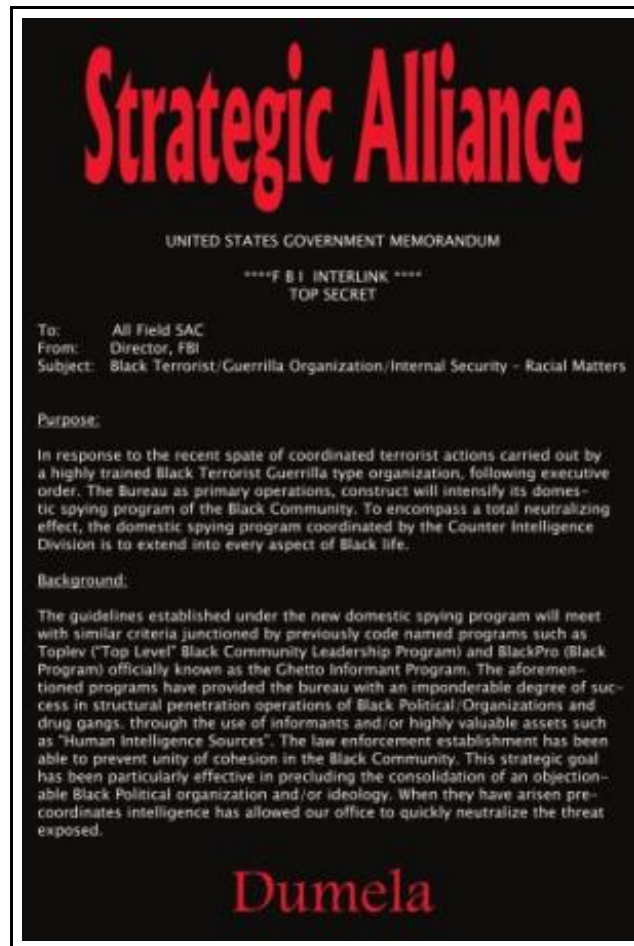 Strategic Alliance
UNITED STATES GOVERNMENT MEMORANDUM
****F B I INTERLINK ****
TOP SECRET
To: All Field SAC
From: Director, FBI
Subject: Black Terrorist/Guerrilla Organization/Internal Security - Racial Matters
Purpose:
In response to the recent spate of coordinated terrorist actions carried out by
a highly trained Black Terrorist Guerrilla type organization, following executive
order. The Bureau as primary operations, construct will intensify its domes-
tic spying program of the Black Community. To encompass a total neutralizing
effect, the domestic spying program coordinated by the Counter Intelligence
Division is to extend into every aspect of Black life.
Background:
The guidelines established under the new domestic spying program will meet
with similar criteria junctioned by previously code named programs such as
Toplev ("Top Level" Black Community Leadership Program) and BlackPro (Black
Program) officially known as the Ghetto Informant Program. The aforemen-
tioned programs have provided the bureau with an imponderable degree of suc-
cess in structural penetration operations of Black Political/Organizations and
drug gangs. through the use of informants and/or highly valuable assets such
as "Human Intelligence Sources". The law enforcement establishment has been
able to prevent unity of cohesion in the Black Community. This strategic goal
has been particularly effective in precluding the consolidation of an objection-
able Black Political organization and/or ideology. When they have arisen pre-
coordinates intelligence has allowed our office to quickly neutralize the threat
exposed.
Dumela